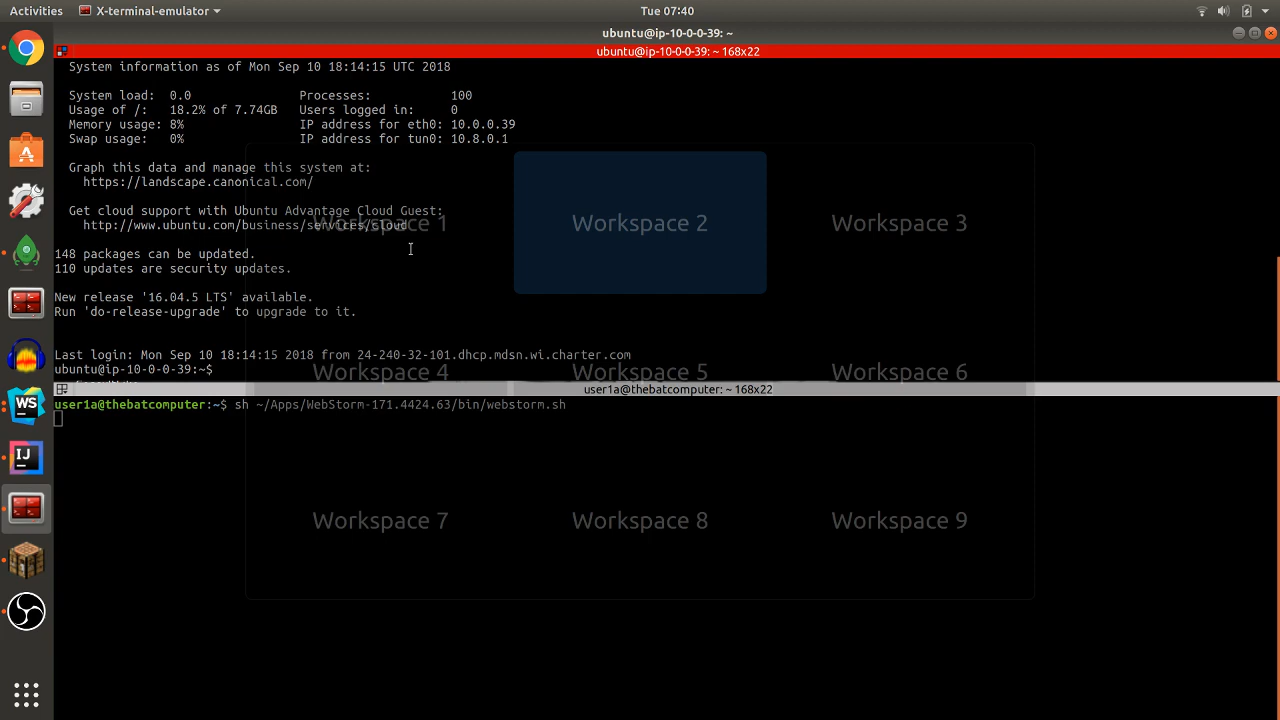 Activities X-terminal-emulator Tue 07:40
ubuntu@ip-10-0-0-39: ~
ubuntu@ip-10-0-0-39: ~ 168x22
System information as of Mon Sep 10 18:14:15 UTC 2018
System load: 0.0 Processes: 100
Usage of /: 18.2% of 7.74GB Users logged in: 0
Memory usage: 8% IP address for eth0: 10.0.0.39
Swap usage: 0% IP address for tun0: 10.8.0.1
Graph this data and manage this system at:
https://landscape.canonical.com/
Get cloud support with Ubuntu Advantage Cloud Guest:
http://www.ubuntu.com/business/services/cloud
Workspace 1 Workspace 2 Workspace 3
148 packages can be updated.
110 updates are security updates.
New release '16.04.5 LTS' available.
Run 'do-release-upgrade' to upgrade to it.
Last login: Mon Sep 10 18:14:15 2018 from 24-240-32-101.dhcp.mdsn.wi.charter.com
ubuntu@ip-10-0-0-39:~$
Workspace 4 Workspace 5 Workspace 6
user1a@thebatcomputer: ~ 168x22
user1a@thebatcomputer:~$ sh ~/Apps/WebStorm-171.4424.63/bin/webstorm.sh
WS
IJ
Workspace 7 Workspace 8 Workspace 9